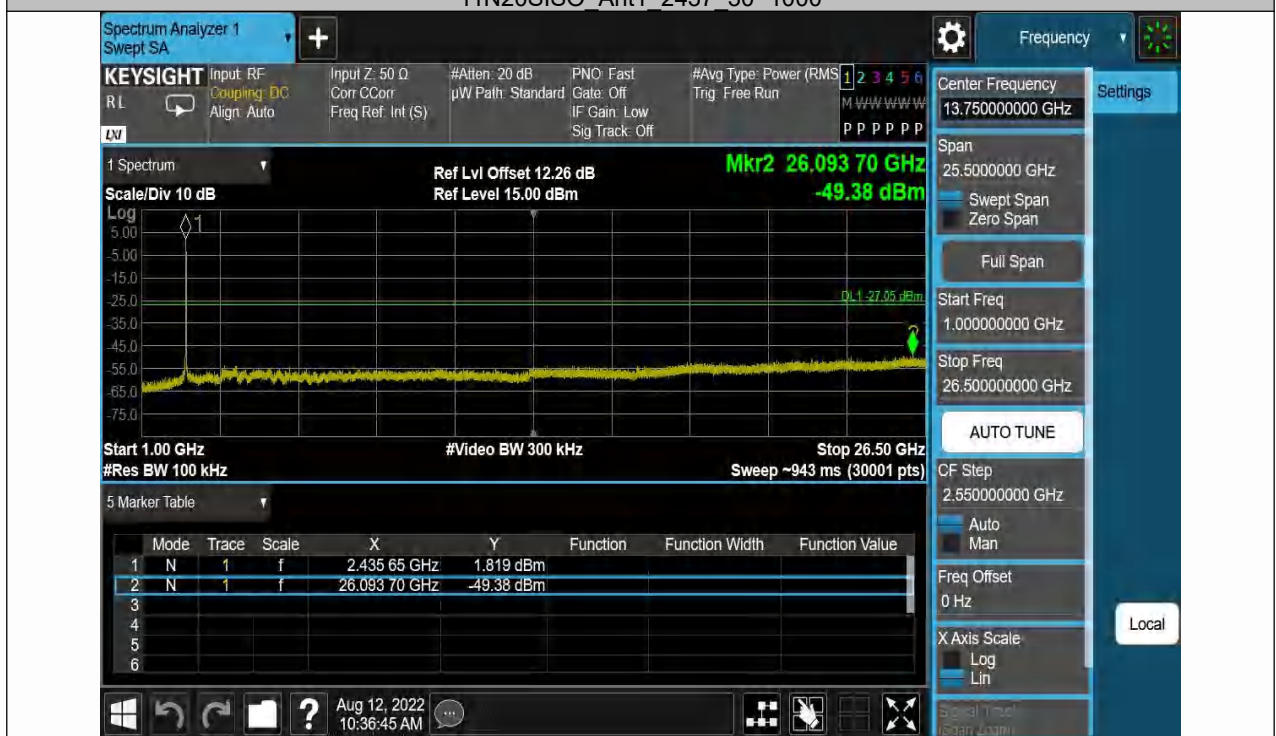 Spectrum Analyzer 1
Swept SA
+
Frequency
KEYSIGHT
RL
LXI
Input: RF
Coupling: DC
Align: Auto
Input Z: 50 Ω
Corr CCorr
Freq Ref: Int (S)
#Atten: 20 dB
µW Path: Standard
PNO: Fast
Gate: Off
IF Gain: Low
Sig Track: Off
#Avg Type: Power (RMS
Trig: Free Run
1 2 3 4 5 6
M W W W W W
P P P P P P
1 Spectrum
Scale/Div 10 dB
Ref Lvl Offset 12.26 dB
Ref Level 15.00 dBm
Mkr2 26.093 70 GHz
-49.38 dBm
Log
1
5.00
-5.00
-15.0
-25.0
DL1 -27.05 dBm
-35.0
-45.0
-55.0
-65.0
-75.0
Start 1.00 GHz
#Video BW 300 kHz
Stop 26.50 GHz
#Res BW 100 kHz
Sweep ~943 ms (30001 pts)
5 Marker Table
Mode Trace Scale X Y Function Function Width Function Value
1 N 1 f 2.435 65 GHz 1.819 dBm
2 N 1 f 26.093 70 GHz -49.38 dBm
3
4
5
6
Aug 12, 2022
10:36:45 AM
Center Frequency
13.750000000 GHz
Settings
Span
25.5000000 GHz
Swept Span
Zero Span
Full Span
Start Freq
1.000000000 GHz
Stop Freq
26.500000000 GHz
AUTO TUNE
CF Step
2.550000000 GHz
Auto
Man
Freq Offset
0 Hz
X Axis Scale
Log
Lin
Local